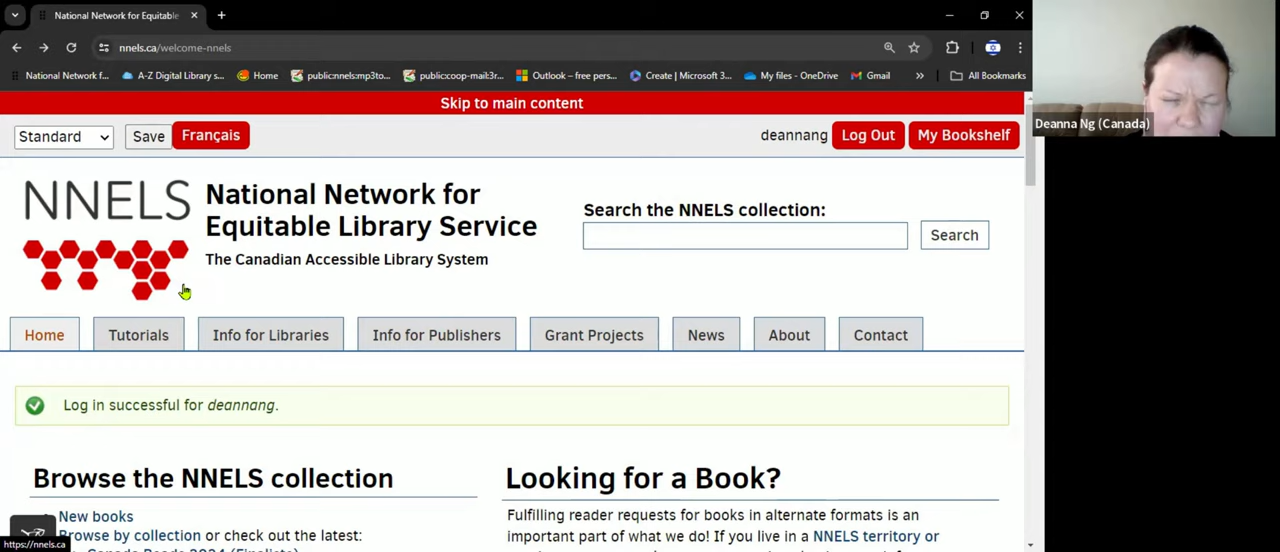 National Network for Equitable
nnels.ca/welcome-nnels
National Network f...
A-Z Digital Library s...
Home
public:nnels:mp3to...
public:coop-mail:3r...
Outlook – free pers...
Create | Microsoft 3...
My files - OneDrive
Gmail
»
All Bookmarks
Deanna Ng (Canada)
Skip to main content
Standard
Save
Français
deannang
Log Out
My Bookshelf
NNELS
National Network for
Equitable Library Service
The Canadian Accessible Library System
Search the NNELS collection:
Search
Home
Tutorials
Info for Libraries
Info for Publishers
Grant Projects
News
About
Contact
Log in successful for deannang.
Browse the NNELS collection
New books
Browse by collection or check out the latest:
Canada Reads 2024 (Finalists)
https://nnels.ca
Looking for a Book?
Fulfilling reader requests for books in alternate formats is an
important part of what we do! If you live in a NNELS territory or